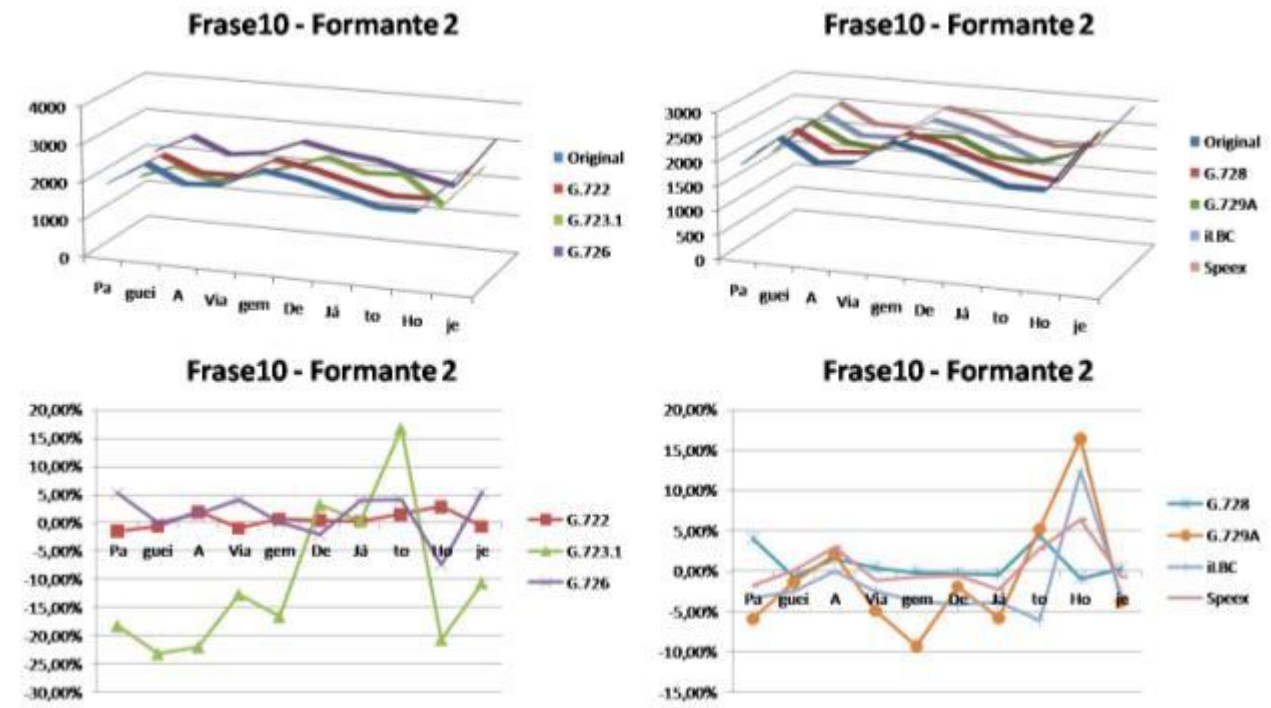 Frase10 - Formante 2
4000
3000
2000
1000
0
Pa guei A Via gem De Já to Ho je
Original
G.722
G.723.1
G.726
Frase10 - Formante 2
3000
2500
2000
1500
1000
500
0
Pa guei A Via gem De Já to Ho je
Original
G.728
G.729A
iLBC
Speex
Frase10 - Formante 2
20,00%
15,00%
10,00%
5,00%
0,00%
-5,00%
-10,00%
-15,00%
-20,00%
-25,00%
-30,00%
Pa guei A Via gem De Já to Ho je
G.722
G.723.1
G.726
Frase10 - Formante 2
20,00%
15,00%
10,00%
5,00%
0,00%
-5,00%
-10,00%
-15,00%
Pa guei A Via gem De Já to Ho je
G.728
G.729A
iLBC
Speex